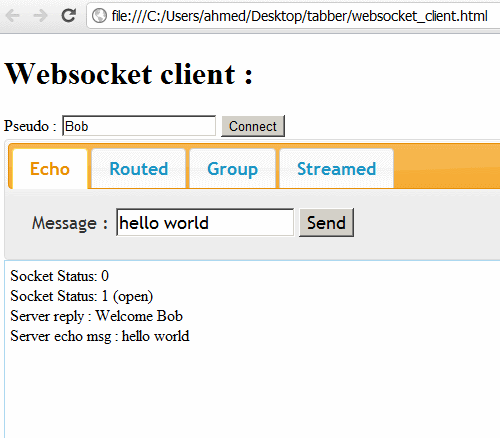 file:///C:/Users/ahmed/Desktop/tabber/websocket_client.html
Websocket client :
Pseudo : Bob Connect
Echo Routed Group Streamed
Message : hello world Send
Socket Status: 0
Socket Status: 1 (open)
Server reply : Welcome Bob
Server echo msg : hello world